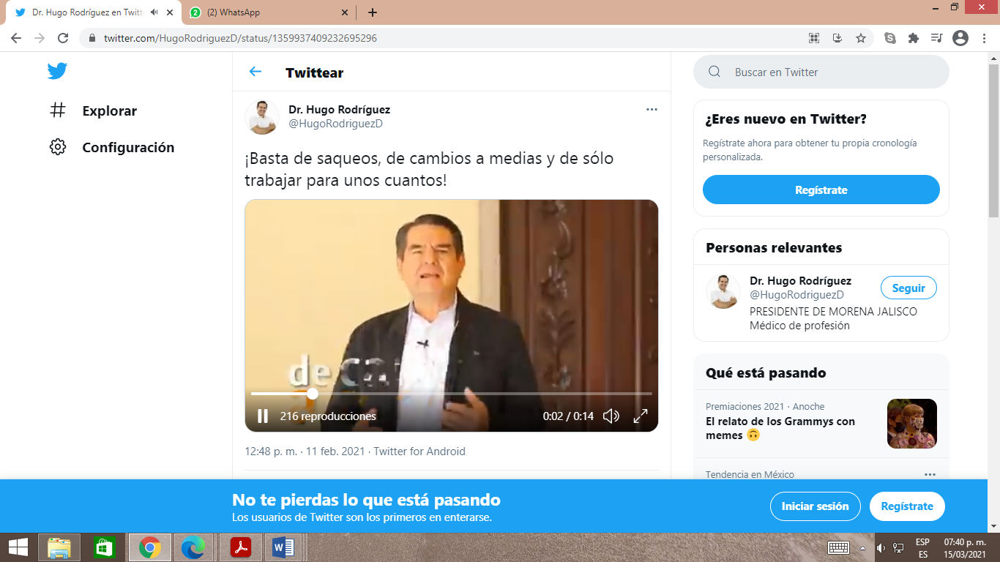 Dr. Hugo Rodríguez en Twitt
(2) WhatsApp
twitter.com/HugoRodriguezD/status/1359937409232695296
Explorar
Configuración
Twittear
Dr. Hugo Rodríguez
@HugoRodriguezD
¡Basta de saqueos, de cambios a medias y de sólo
trabajar para unos cuantos!
de
216 reproducciones
0:02 / 0:14
12:48 p. m. · 11 feb. 2021 · Twitter for Android
Buscar en Twitter
¿Eres nuevo en Twitter?
Regístrate ahora para obtener tu propia cronología
personalizada.
Regístrate
Personas relevantes
Dr. Hugo Rodríguez
@HugoRodriguezD
Seguir
PRESIDENTE DE MORENA JALISCO
Médico de profesión
Qué está pasando
Premiaciones 2021 · Anoche
El relato de los Grammys con
memes 🙃
Tendencia en México
No te pierdas lo que está pasando
Los usuarios de Twitter son los primeros en enterarse.
Iniciar sesión
Regístrate
ESP
ES
07:40 p. m.
15/03/2021